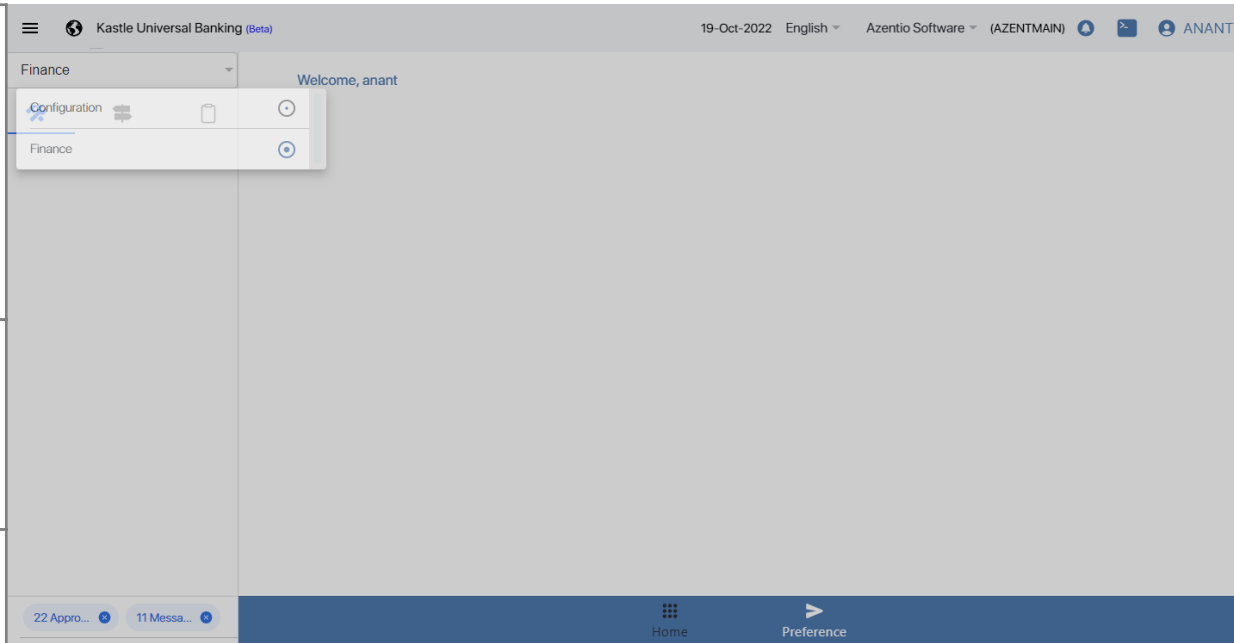 Kastle Universal Banking (Beta) 19-Oct-2022 English Azentio Software (AZENTMAIN) ANANT
Finance
Welcome, anant
Configuration
Finance
22 Appro... 11 Messa...
Home Preference